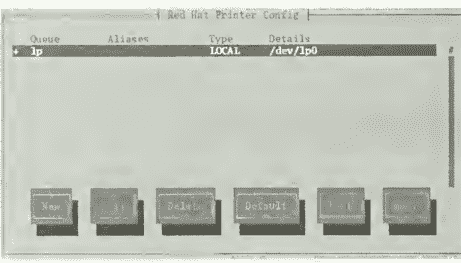 Red Hat Printer Config
Queue Aliases Type Details
* lp LOCAL /dev/lp0 #
New Delete Default